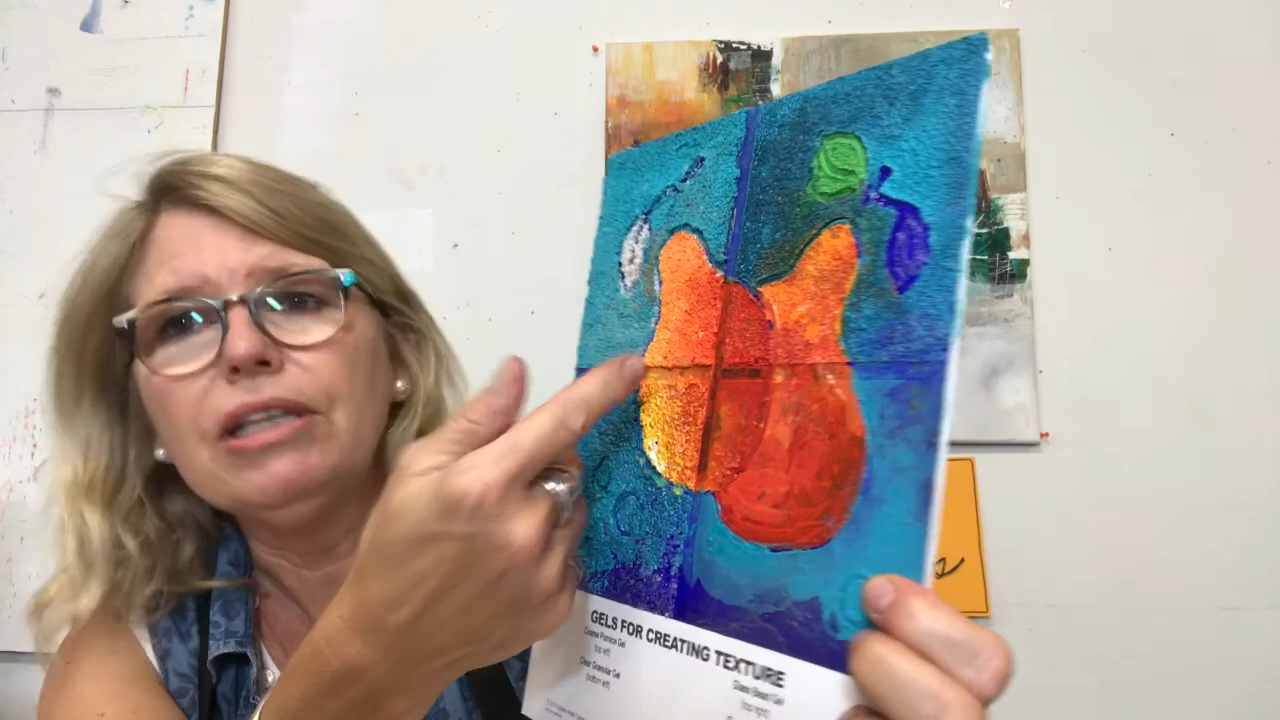 GELS FOR CREATING TEXTURE
Coarse Pumice Gel
(top left)
Clear Granular Gel
(bottom left)
Glass Bead Gel
(top right)